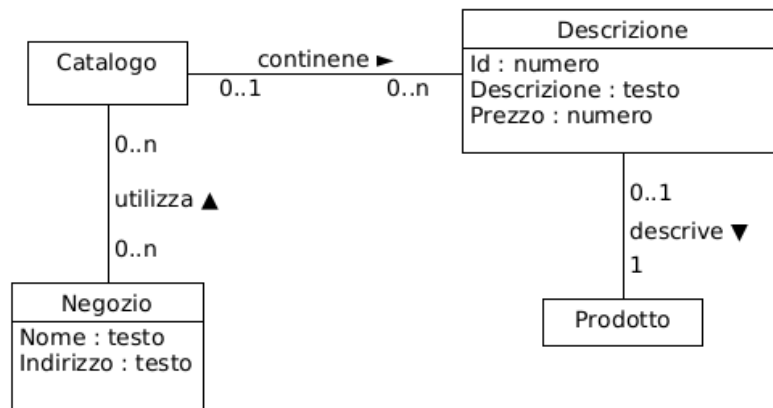 Descrizione
Id : numero
Descrizione : testo
Prezzo : numero
Catalogo
continene ►
0..1
0..n
0..n
utilizza ▲
0..n
0..1
descrive ▼
1
Negozio
Nome : testo
Indirizzo : testo
Prodotto